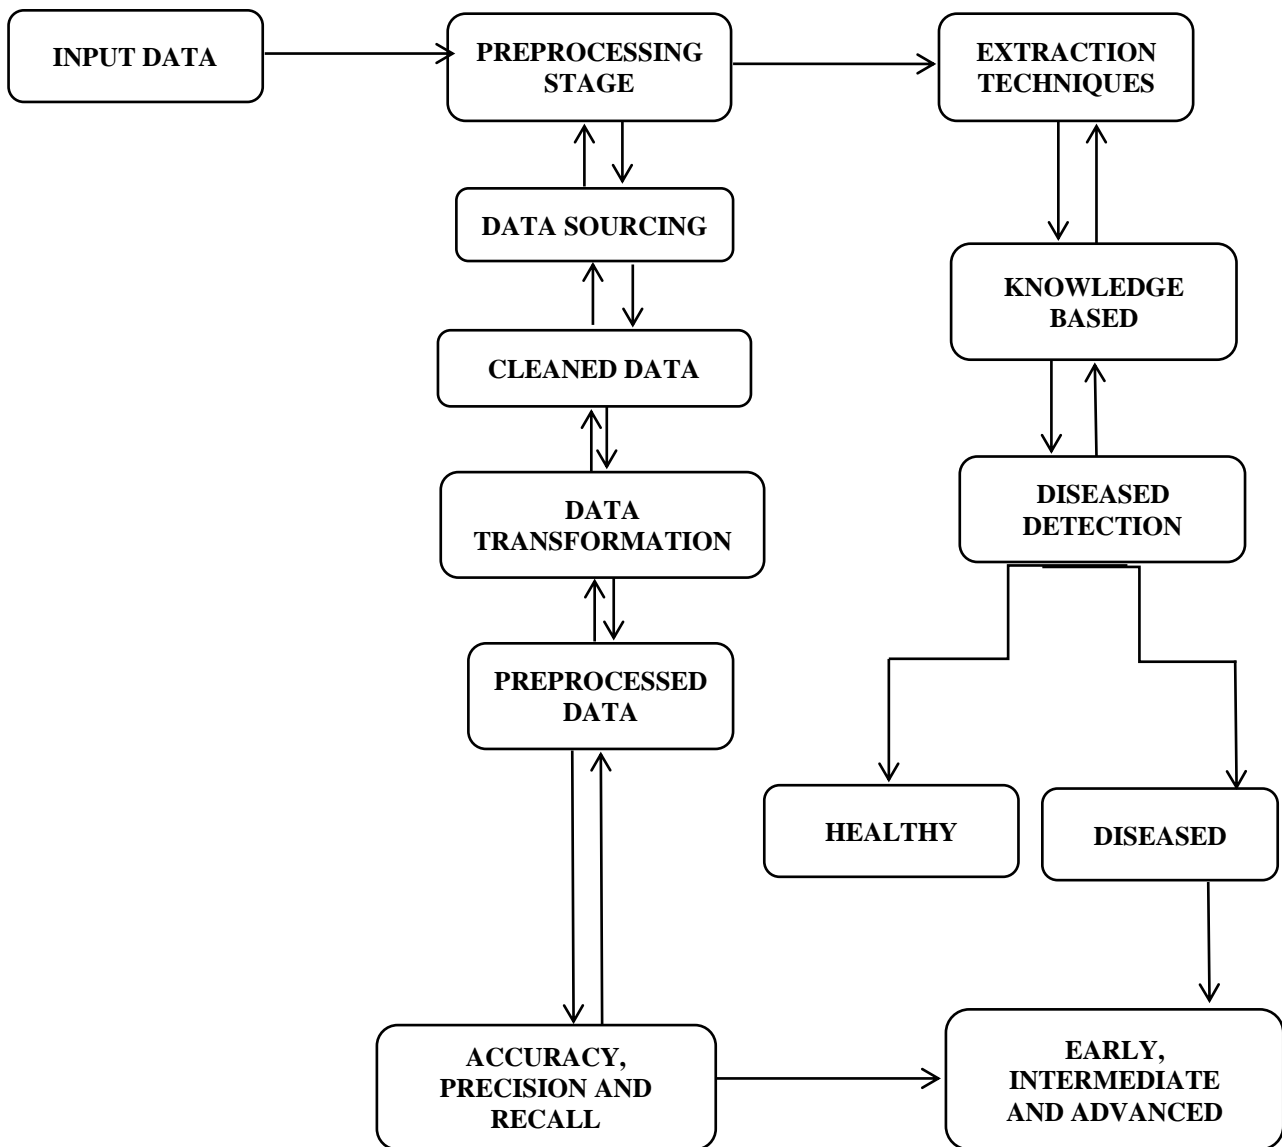 INPUT DATA
PREPROCESSING
STAGE
EXTRACTION
TECHNIQUES
DATA SOURCING
KNOWLEDGE
BASED
CLEANED DATA
DATA
TRANSFORMATION
DISEASED
DETECTION
PREPROCESSED
DATA
HEALTHY
DISEASED
ACCURACY,
PRECISION AND
RECALL
EARLY,
INTERMEDIATE
AND ADVANCED